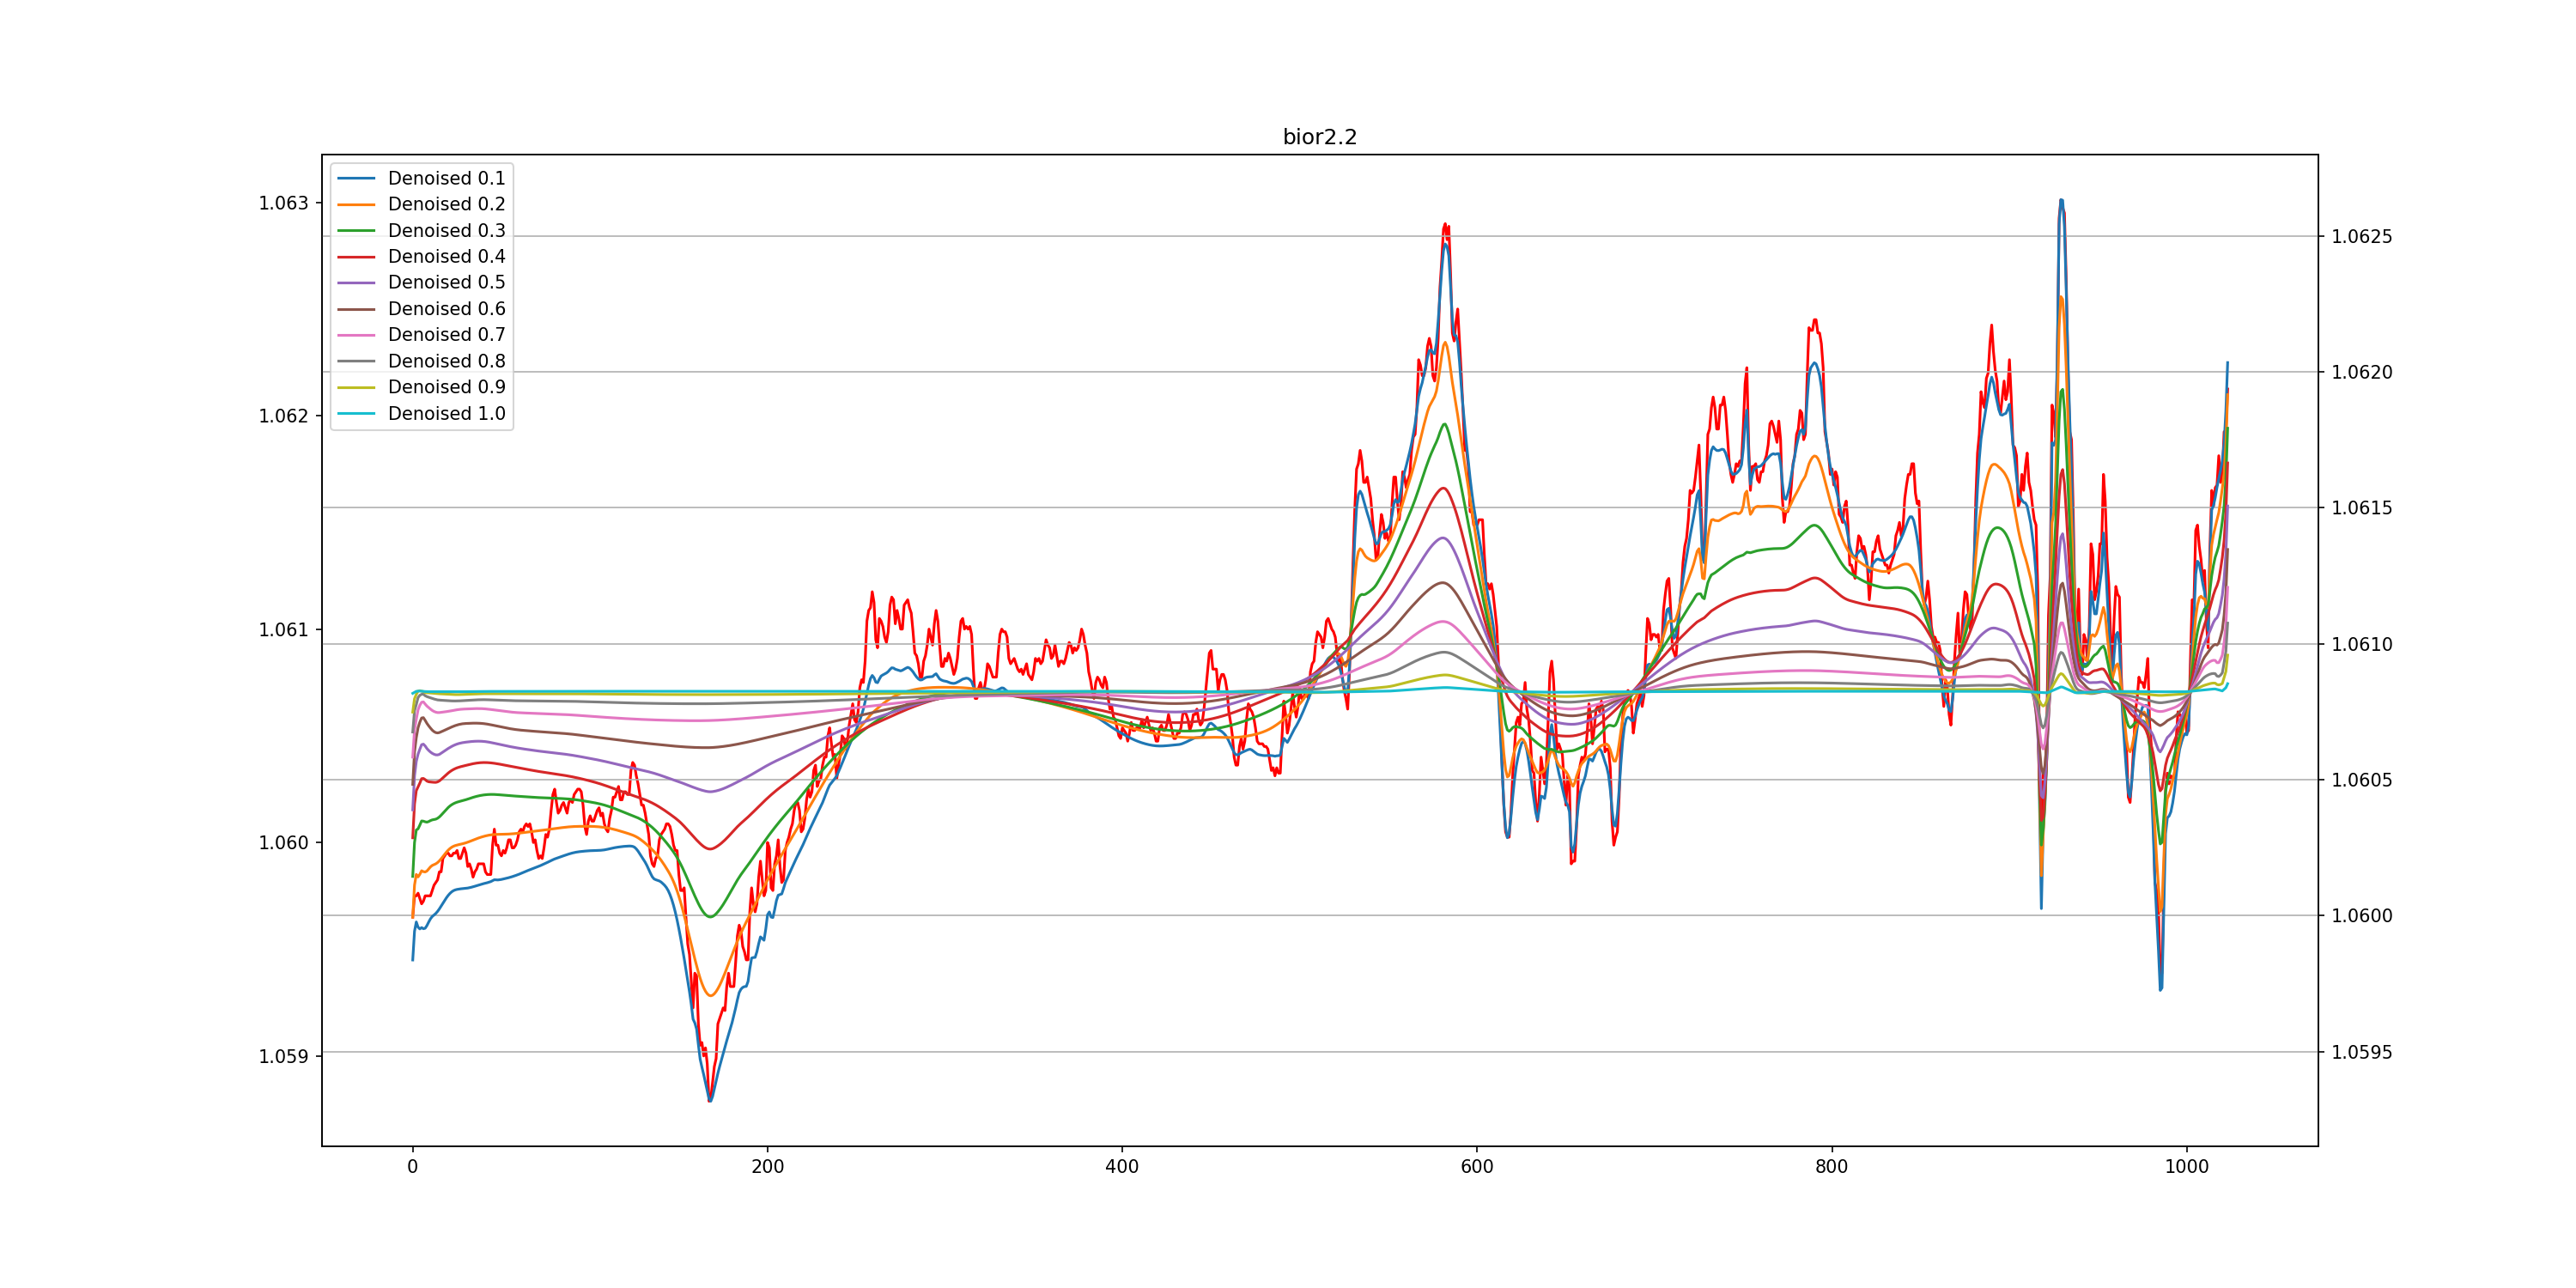 bior2.2
Denoised 0.1
Denoised 0.2
Denoised 0.3
Denoised 0.4
Denoised 0.5
Denoised 0.6
Denoised 0.7
Denoised 0.8
Denoised 0.9
Denoised 1.0
1.063
1.062
1.061
1.060
1.059
1.0625
1.0620
1.0615
1.0610
1.0605
1.0600
1.0595
0 200 400 600 800 1000